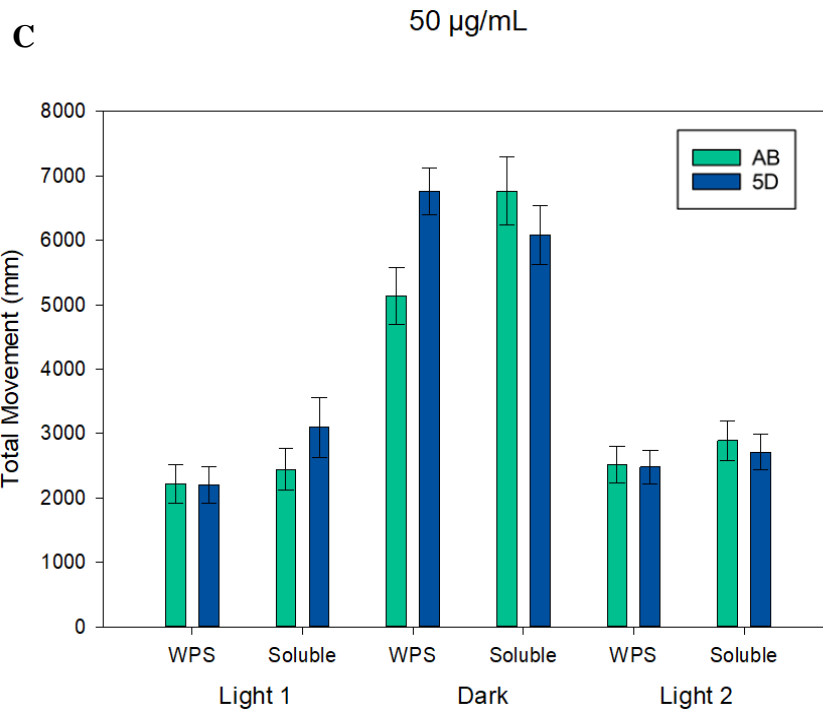 C
50 µg/mL
8000
7000
6000
5000
4000
3000
2000
1000
0
Total Movement (mm)
AB
5D
WPS Soluble WPS Soluble WPS Soluble
Light 1 Dark Light 2